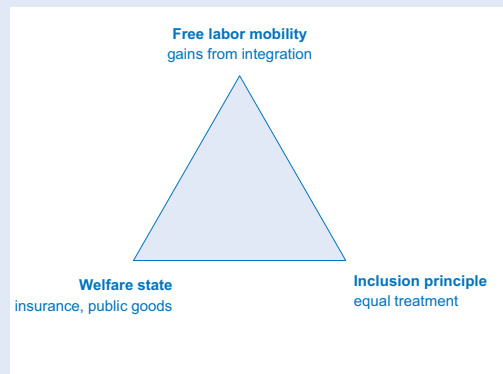 Free labor mobility
gains from integration
Welfare state
insurance, public goods
Inclusion principle
equal treatment